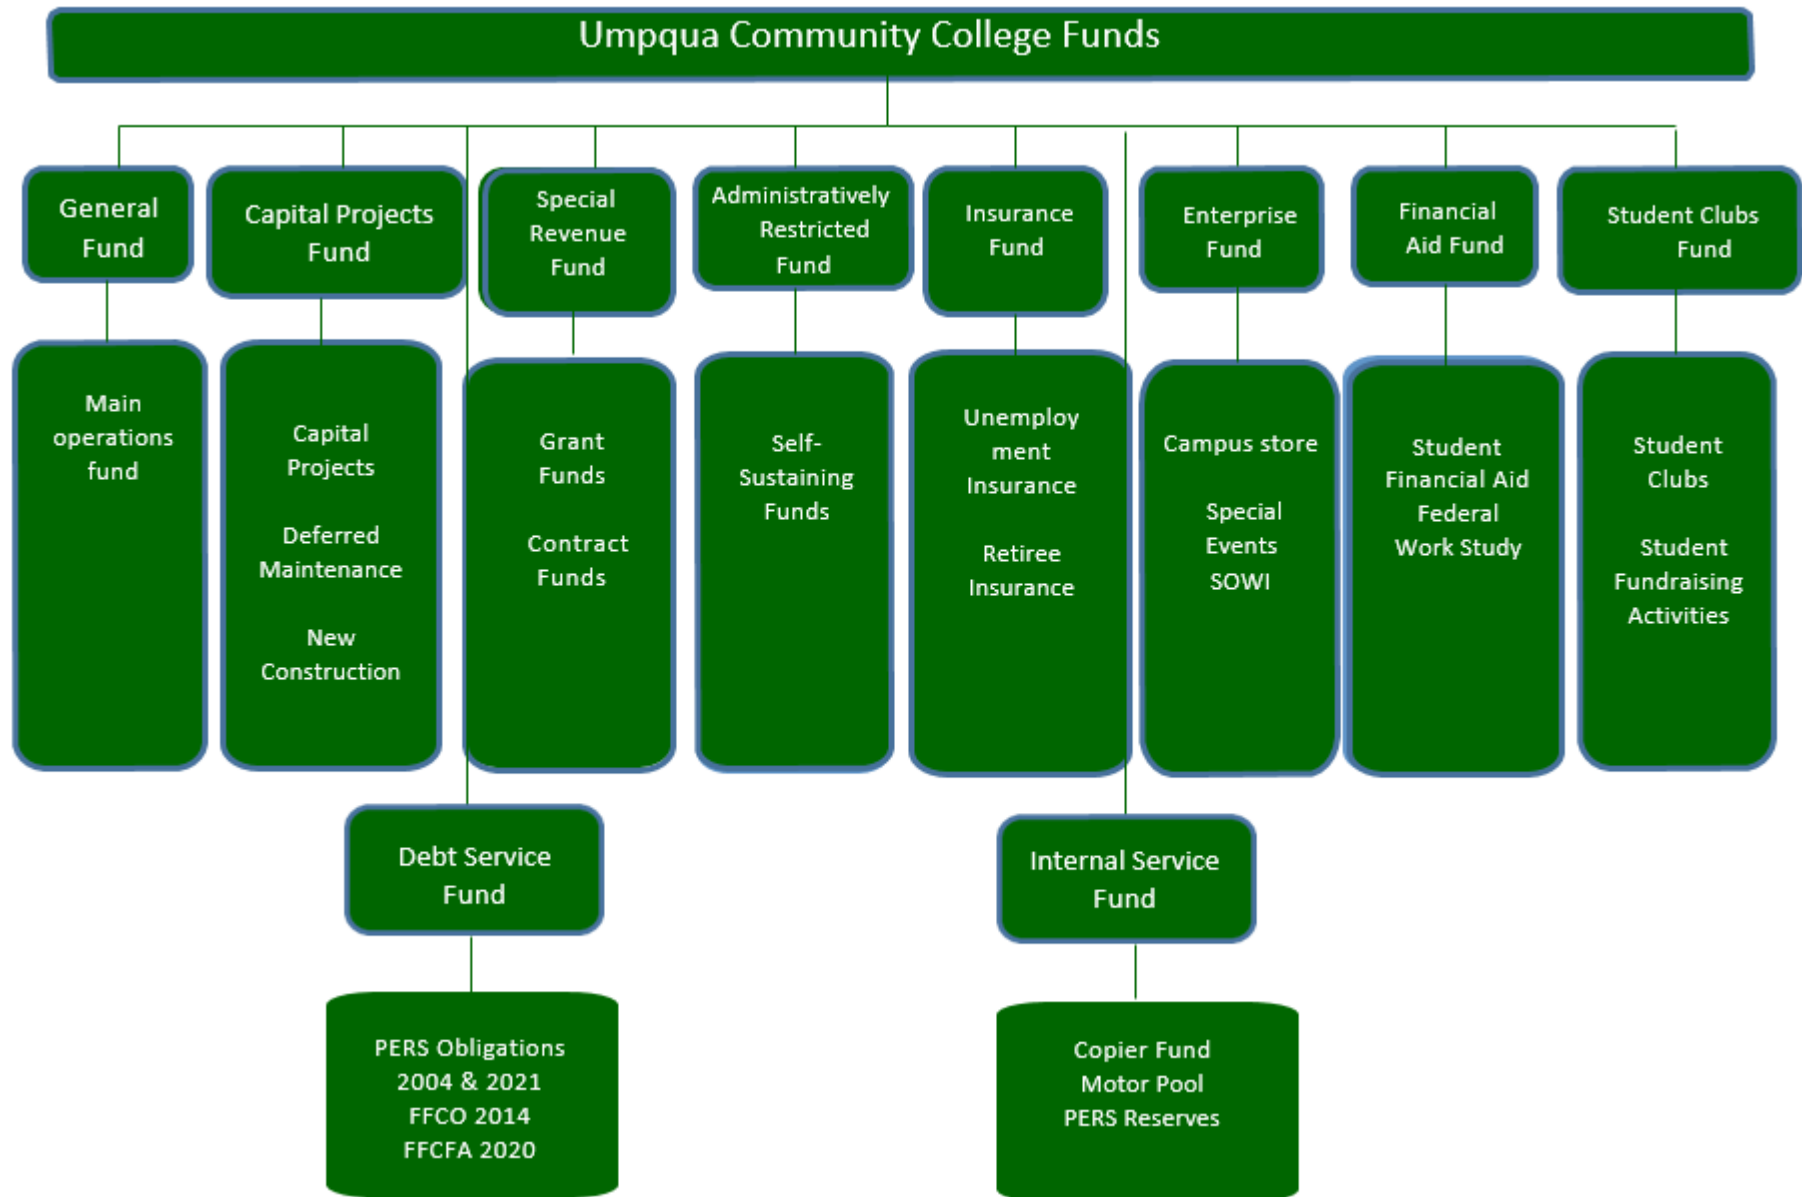 Umpqua Community College Funds
General
Fund
Capital Projects
Fund
Special
Revenue
Fund
Administratively
Restricted
Fund
Insurance
Fund
Enterprise
Fund
Financial
Aid Fund
Student Clubs
Fund
Main
operations
fund
Capital
Projects
Deferred
Maintenance
New
Construction
Grant
Funds
Contract
Funds
Self-
Sustaining
Funds
Unemploy
ment
Insurance
Retiree
Insurance
Campus store
Special
Events
SOWI
Student
Financial Aid
Federal
Work Study
Student
Clubs
Student
Fundraising
Activities
Debt Service
Fund
Internal Service
Fund
PERS Obligations
2004 & 2021
FFCO 2014
FFCFA 2020
Copier Fund
Motor Pool
PERS Reserves